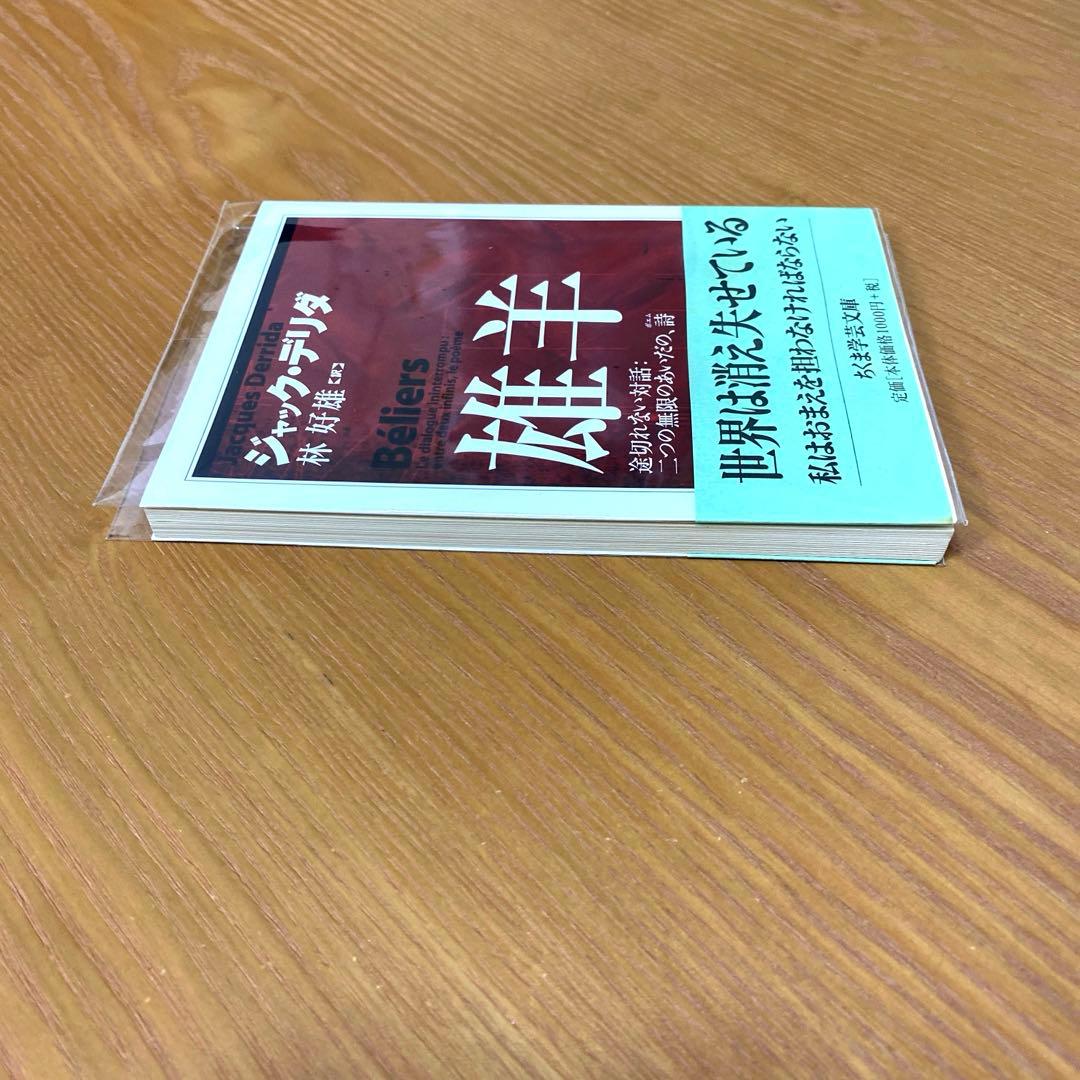 Jacques Derrida
ジャック・デリダ
林 好雄【訳】
Béliers
Le dialogue ininterrompu:
entre deux infinis, le poème
雄羊
途切れない対話:
二つの無限のあいだの、詩
ポエム
世界は消え失せている
私はおまえを担わなければならない
ちくま学芸文庫
定価[本体価格1000円+税]